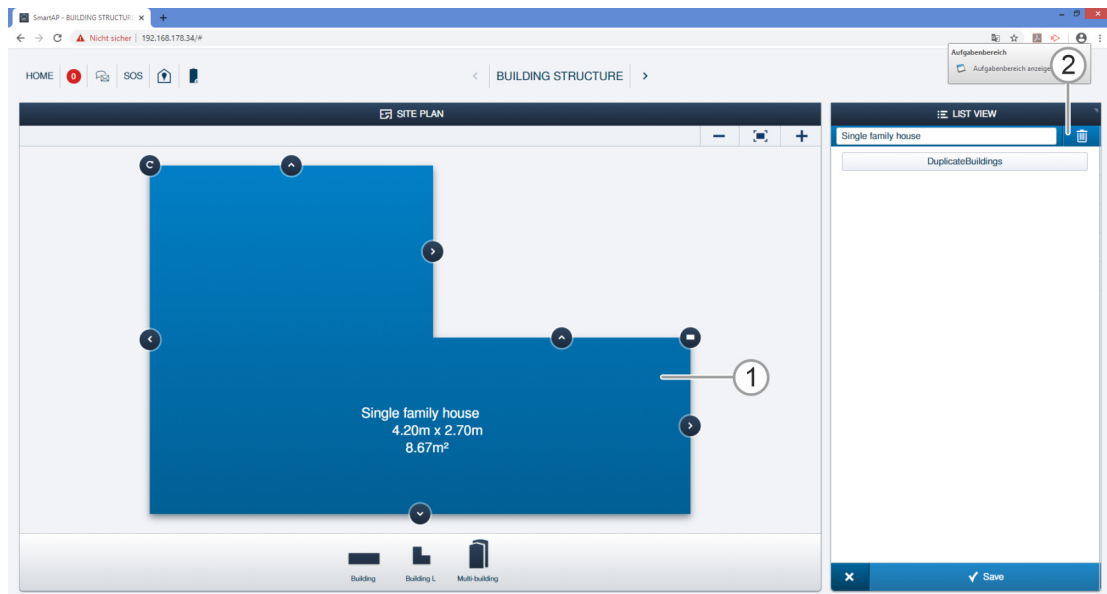 SmartAP - BUILDING STRUCTUR
Nicht sicher | 192.168.178.34/#
Aufgabenbereich
Aufgabenbereich anzeige
2
HOME
0
SOS
BUILDING STRUCTURE
SITE PLAN
LIST VIEW
Single family house
DuplicateBuildings
1
Single family house
4.20m x 2.70m
8.67m²
Building
Building L
Multi-building
Save